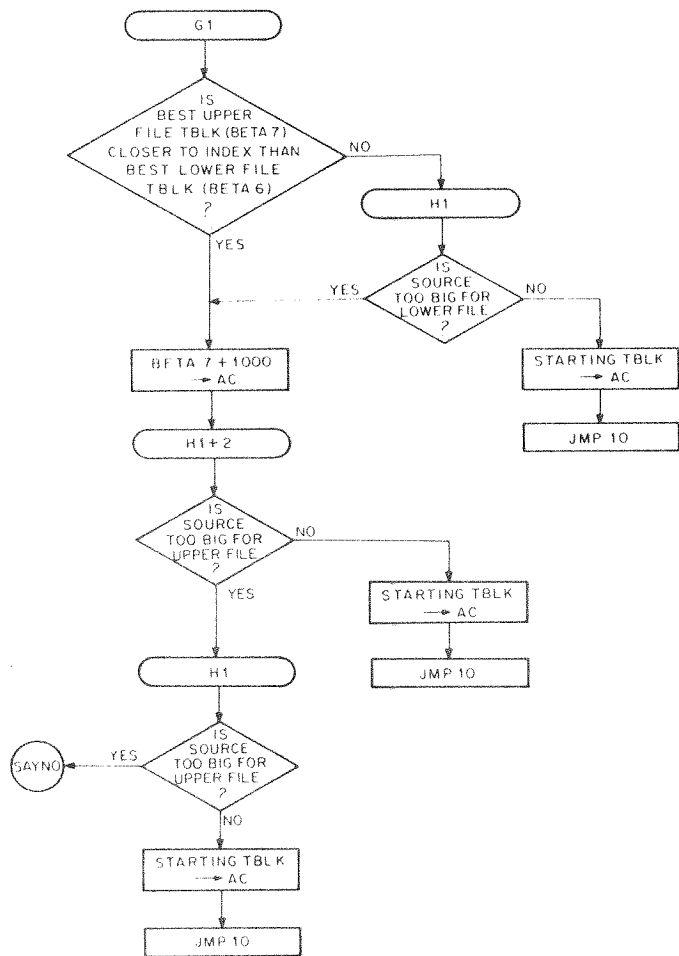 G1
IS
BEST UPPER
FILE TBLK (BETA 7)
CLOSER TO INDEX THAN
BEST LOWER FILE
TBLK (BETA 6)
?
NO
YES
H1
IS
SOURCE
TOO BIG FOR
LOWER FILE
?
YES
NO
BETA 7 + 1000
→ AC
STARTING TBLK
→ AC
JMP 10
H1+2
IS
SOURCE
TOO BIG FOR
UPPER FILE
?
NO
YES
STARTING TBLK
→ AC
JMP 10
H1
IS
SOURCE
TOO BIG FOR
UPPER FILE
?
YES
SAYNO
NO
STARTING TBLK
→ AC
JMP 10